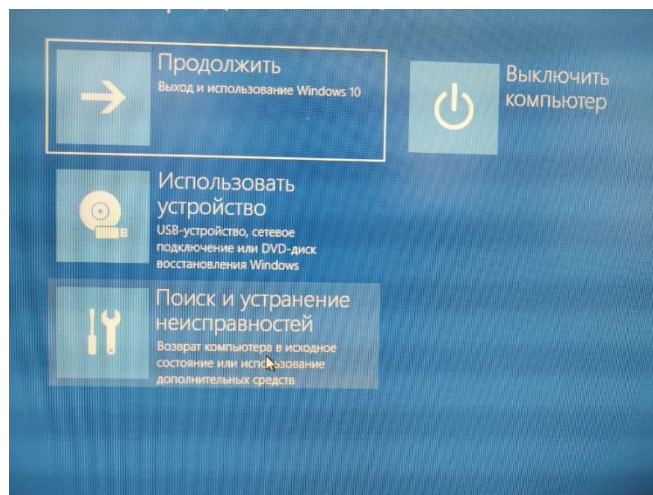 Продолжить
Выход и использование Windows 10
Выключить
компьютер
Использовать
устройство
USB-устройство, сетевое
подключение или DVD-диск
восстановления Windows
Поиск и устранение
неисправностей
Возврат компьютера в исходное
состояние или использование
дополнительных средств